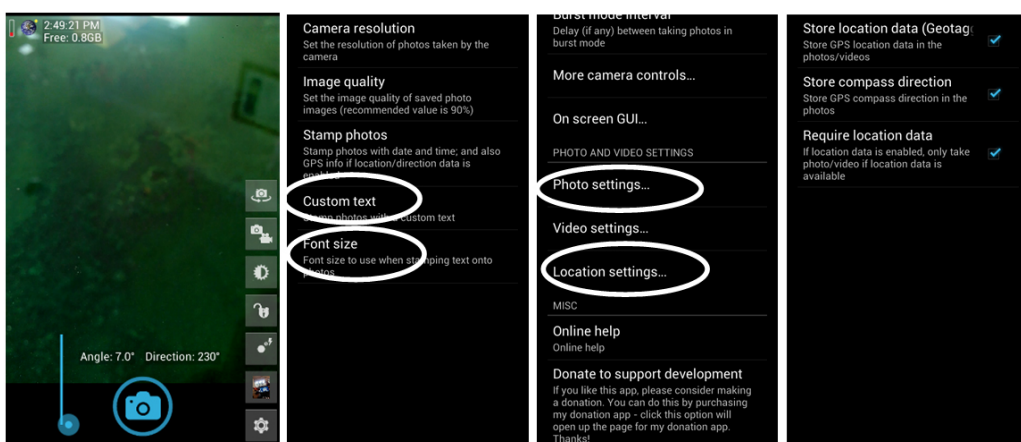 2:49:21 PM
Free: 0.8GB
Angle: 7.0° Direction: 230°
Camera resolution
Set the resolution of photos taken by the
camera
Image quality
Set the image quality of saved photo
images (recommended value is 90%)
Stamp photos
Stamp photos with date and time; and also
GPS info if location/direction data is
enabled
Custom text
Stamp photos with a custom text
Font size
Font size to use when stamping text onto
photos
Burst mode interval
Delay (if any) between taking photos in
burst mode
More camera controls...
On screen GUI...
PHOTO AND VIDEO SETTINGS
Photo settings...
Video settings...
Location settings...
MISC
Online help
Online help
Donate to support development
If you like this app, please consider making
a donation. You can do this by purchasing
my donation app - click this option will
open up the page for my donation app.
Thanks!
Store location data (Geotag
Store GPS location data in the
photos/videos
Store compass direction
Store GPS compass direction in the
photos
Require location data
If location data is enabled, only take
photo/video if location data is
available